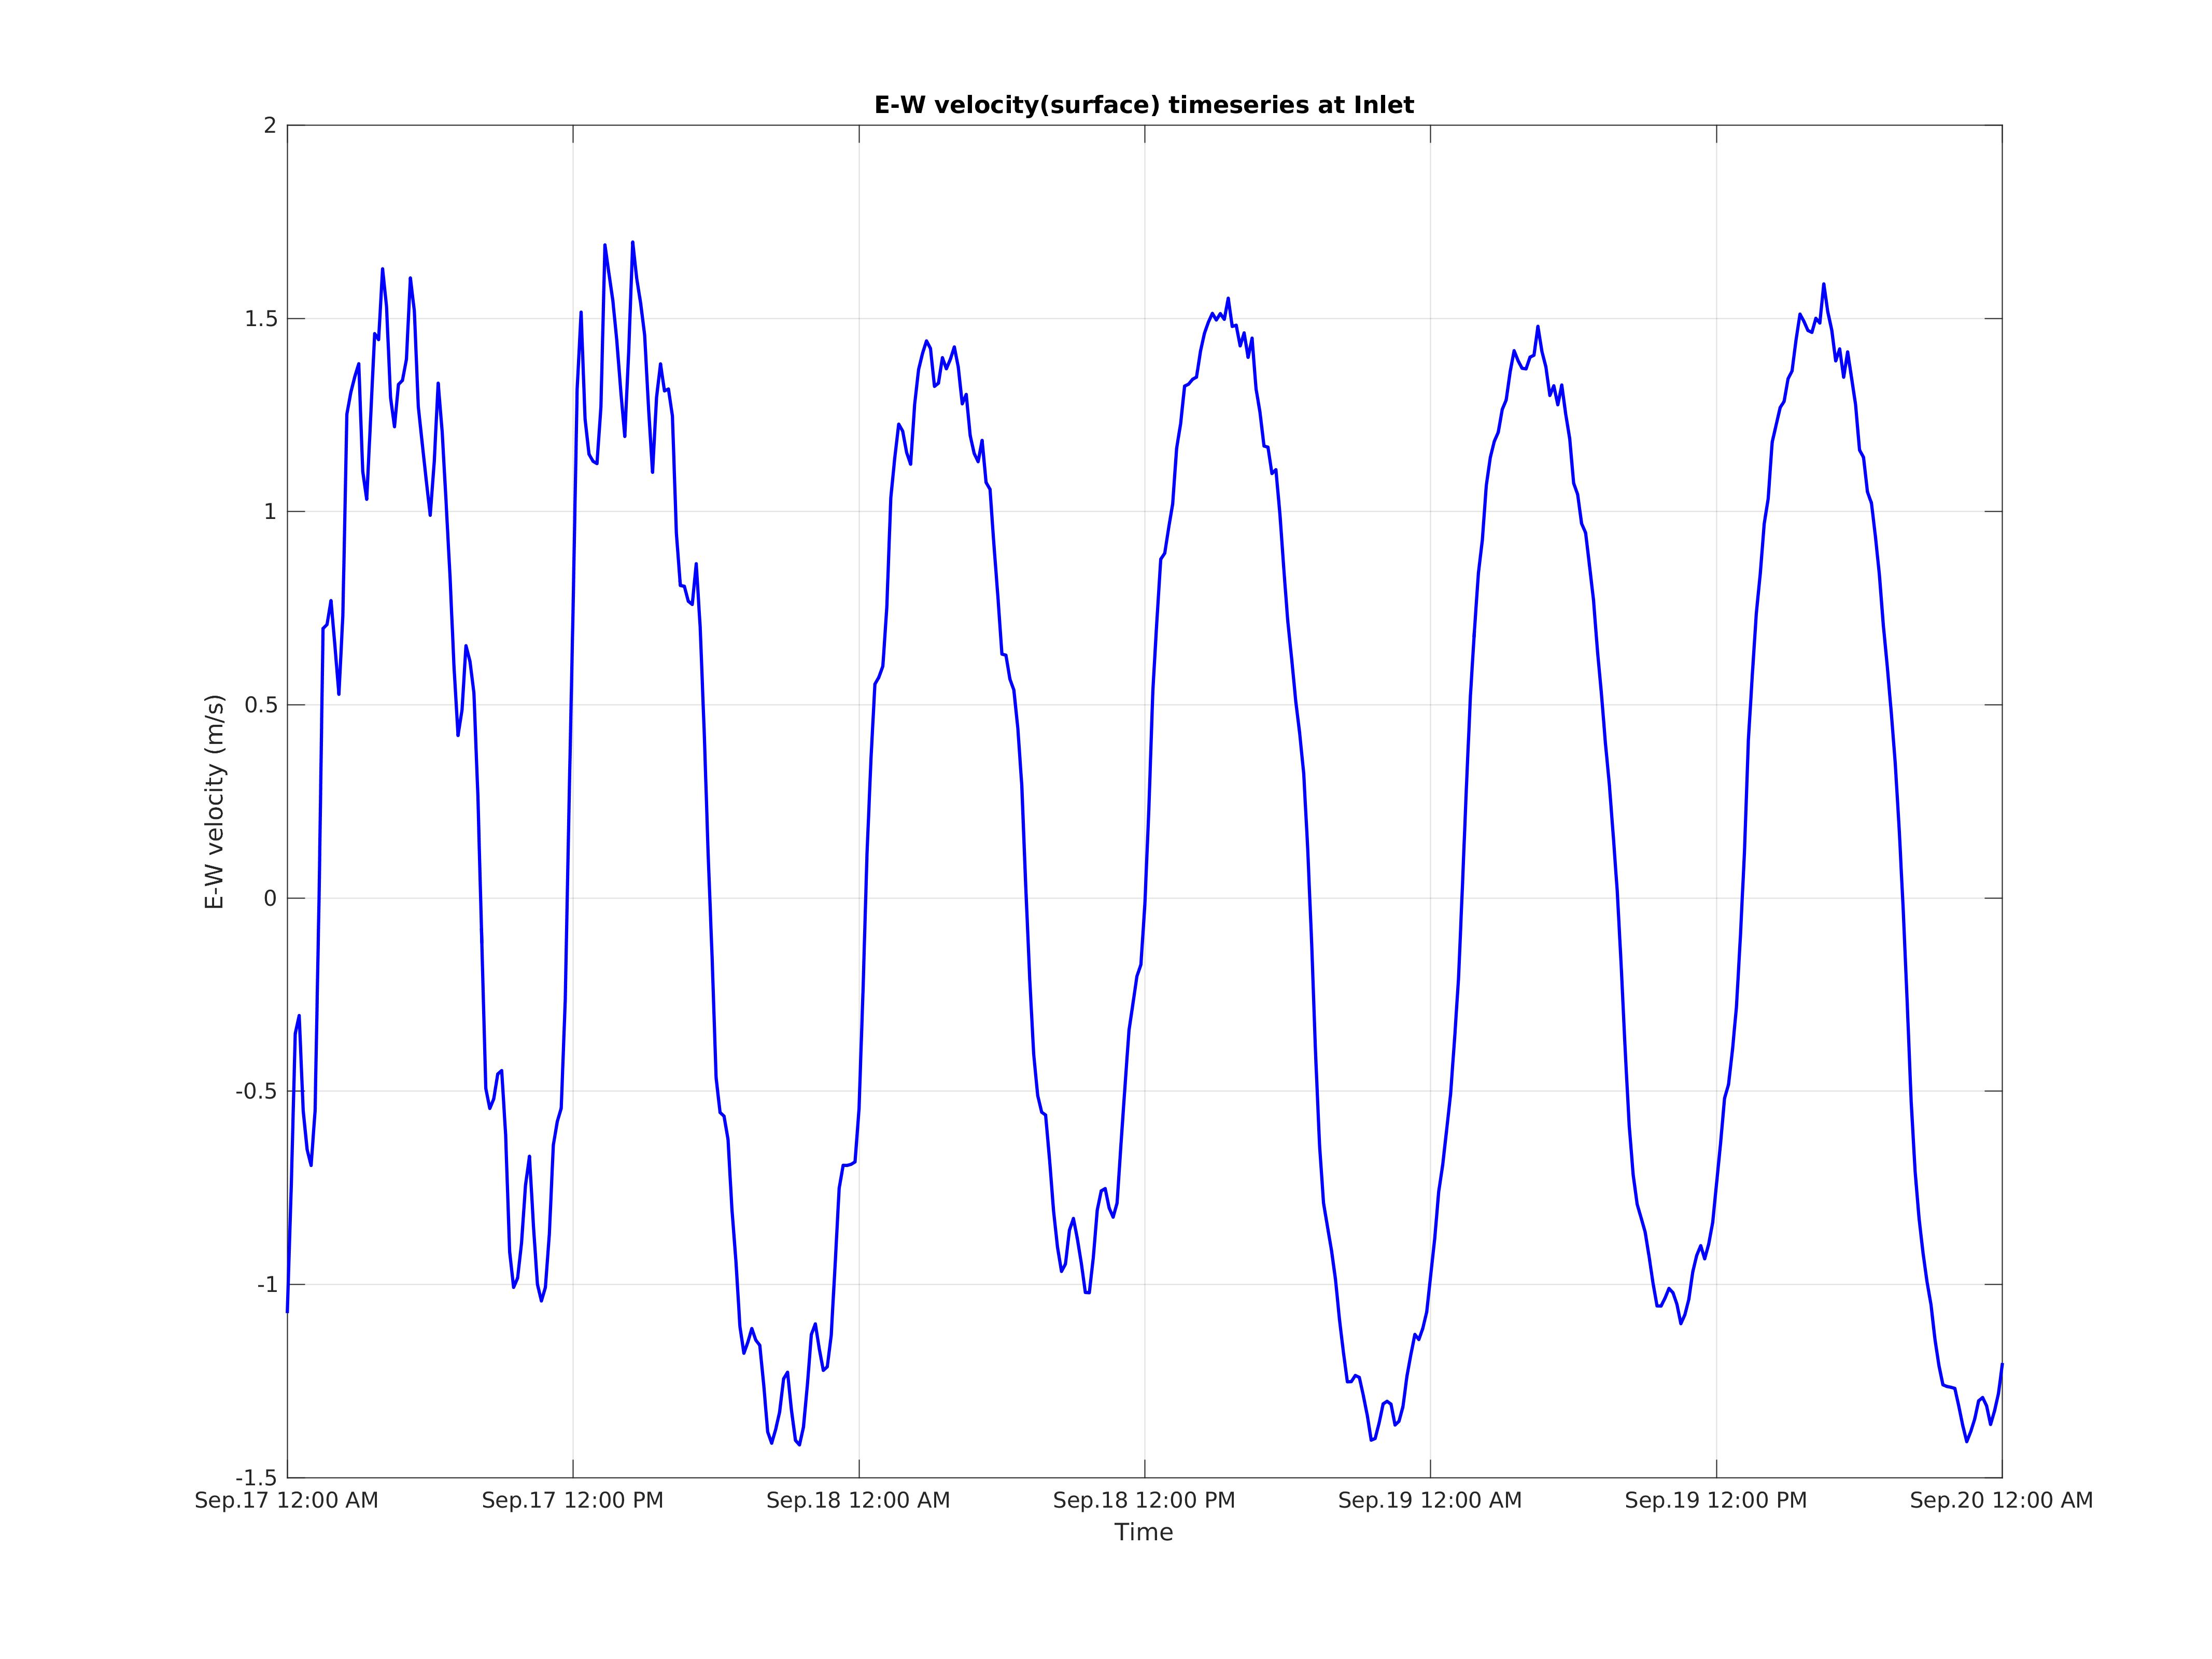 E-W velocity(surface) timeseries at Inlet
2
1.5
1
0.5
0
-0.5
-1
-1.5
E-W velocity (m/s)
Sep.17 12:00 AM Sep.17 12:00 PM Sep.18 12:00 AM Sep.18 12:00 PM Sep.19 12:00 AM Sep.19 12:00 PM Sep.20 12:00 AM
Time